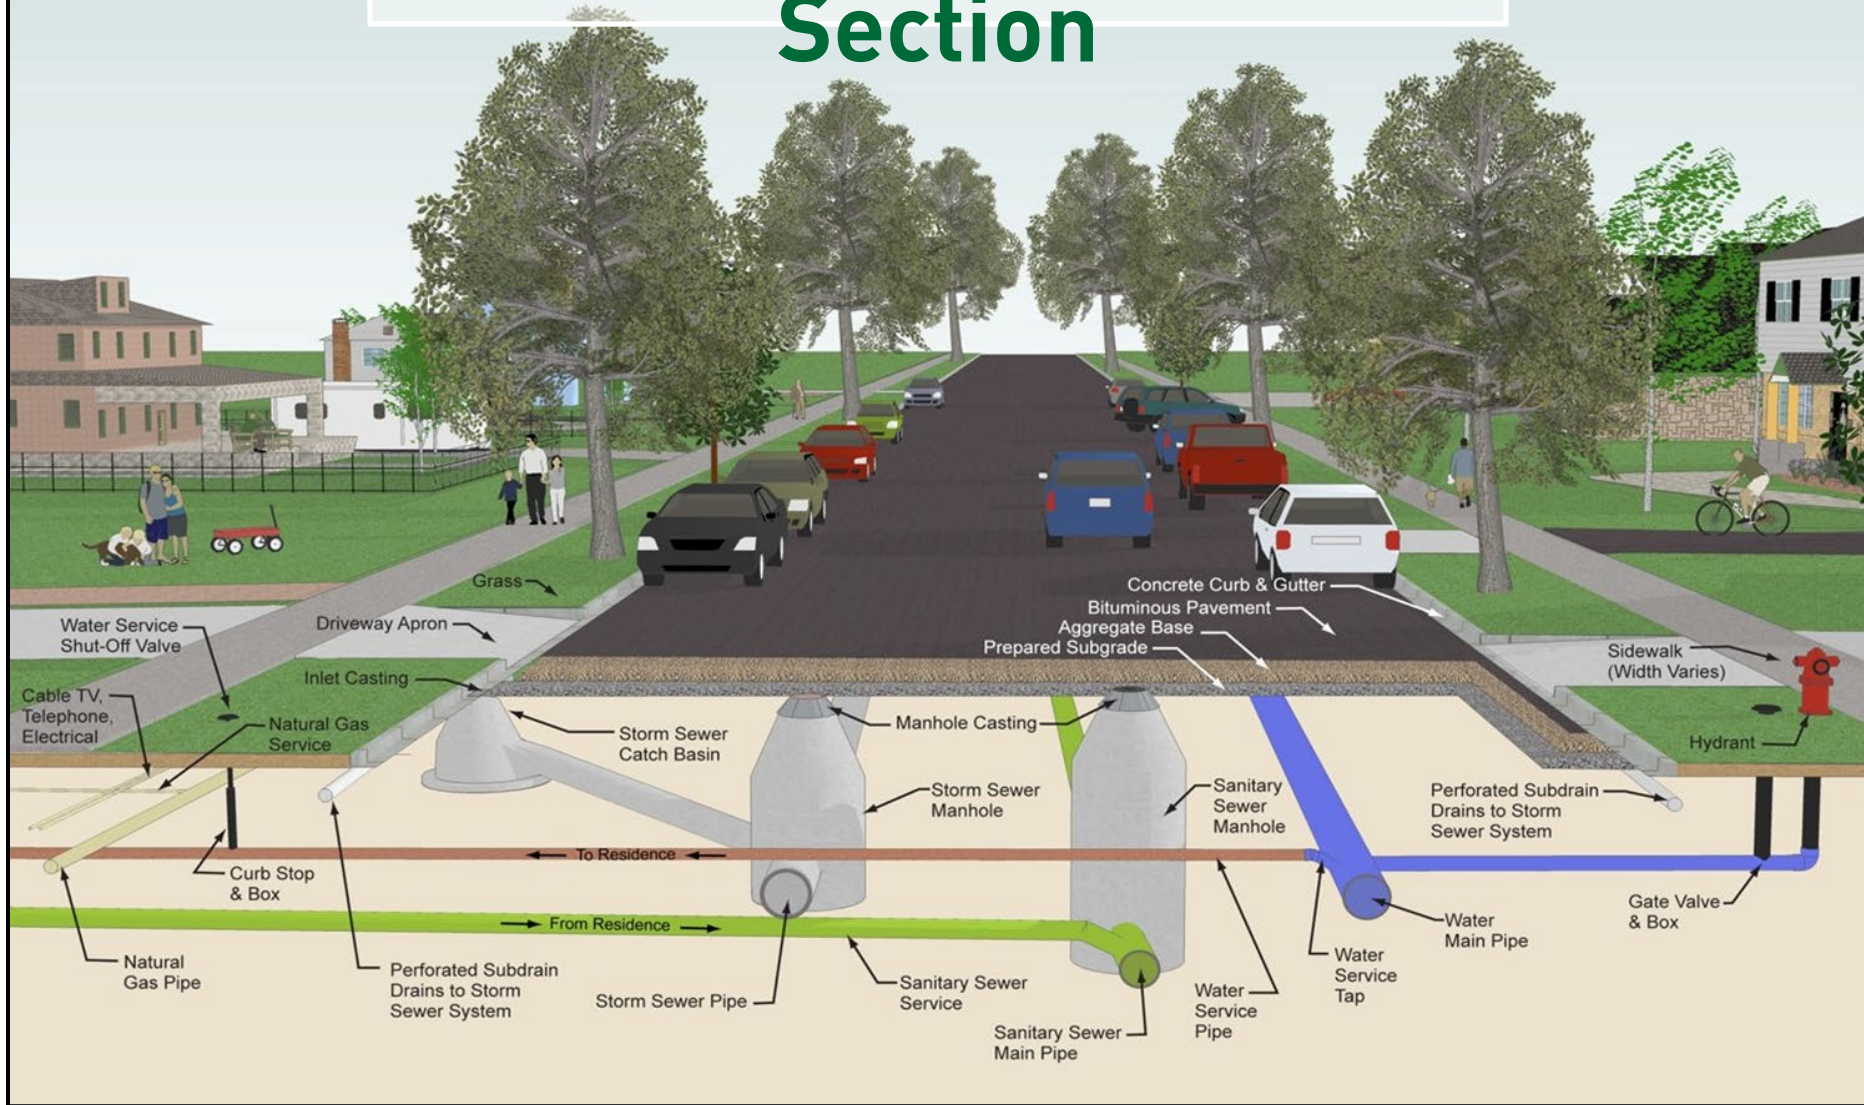 Section
Grass
Concrete Curb & Gutter
Bituminous Pavement
Aggregate Base
Prepared Subgrade
Driveway Apron
Water Service
Shut-Off Valve
Inlet Casting
Cable TV,
Telephone,
Electrical
Natural Gas
Service
Storm Sewer
Catch Basin
Manhole Casting
Sidewalk
(Width Varies)
Hydrant
Storm Sewer
Manhole
Sanitary
Sewer
Manhole
Perforated Subdrain
Drains to Storm
Sewer System
To Residence
Curb Stop
& Box
From Residence
Gate Valve
& Box
Water
Main Pipe
Natural
Gas Pipe
Perforated Subdrain
Drains to Storm
Sewer System
Storm Sewer Pipe
Sanitary Sewer
Service
Sanitary Sewer
Main Pipe
Water
Service
Pipe
Water
Service
Tap